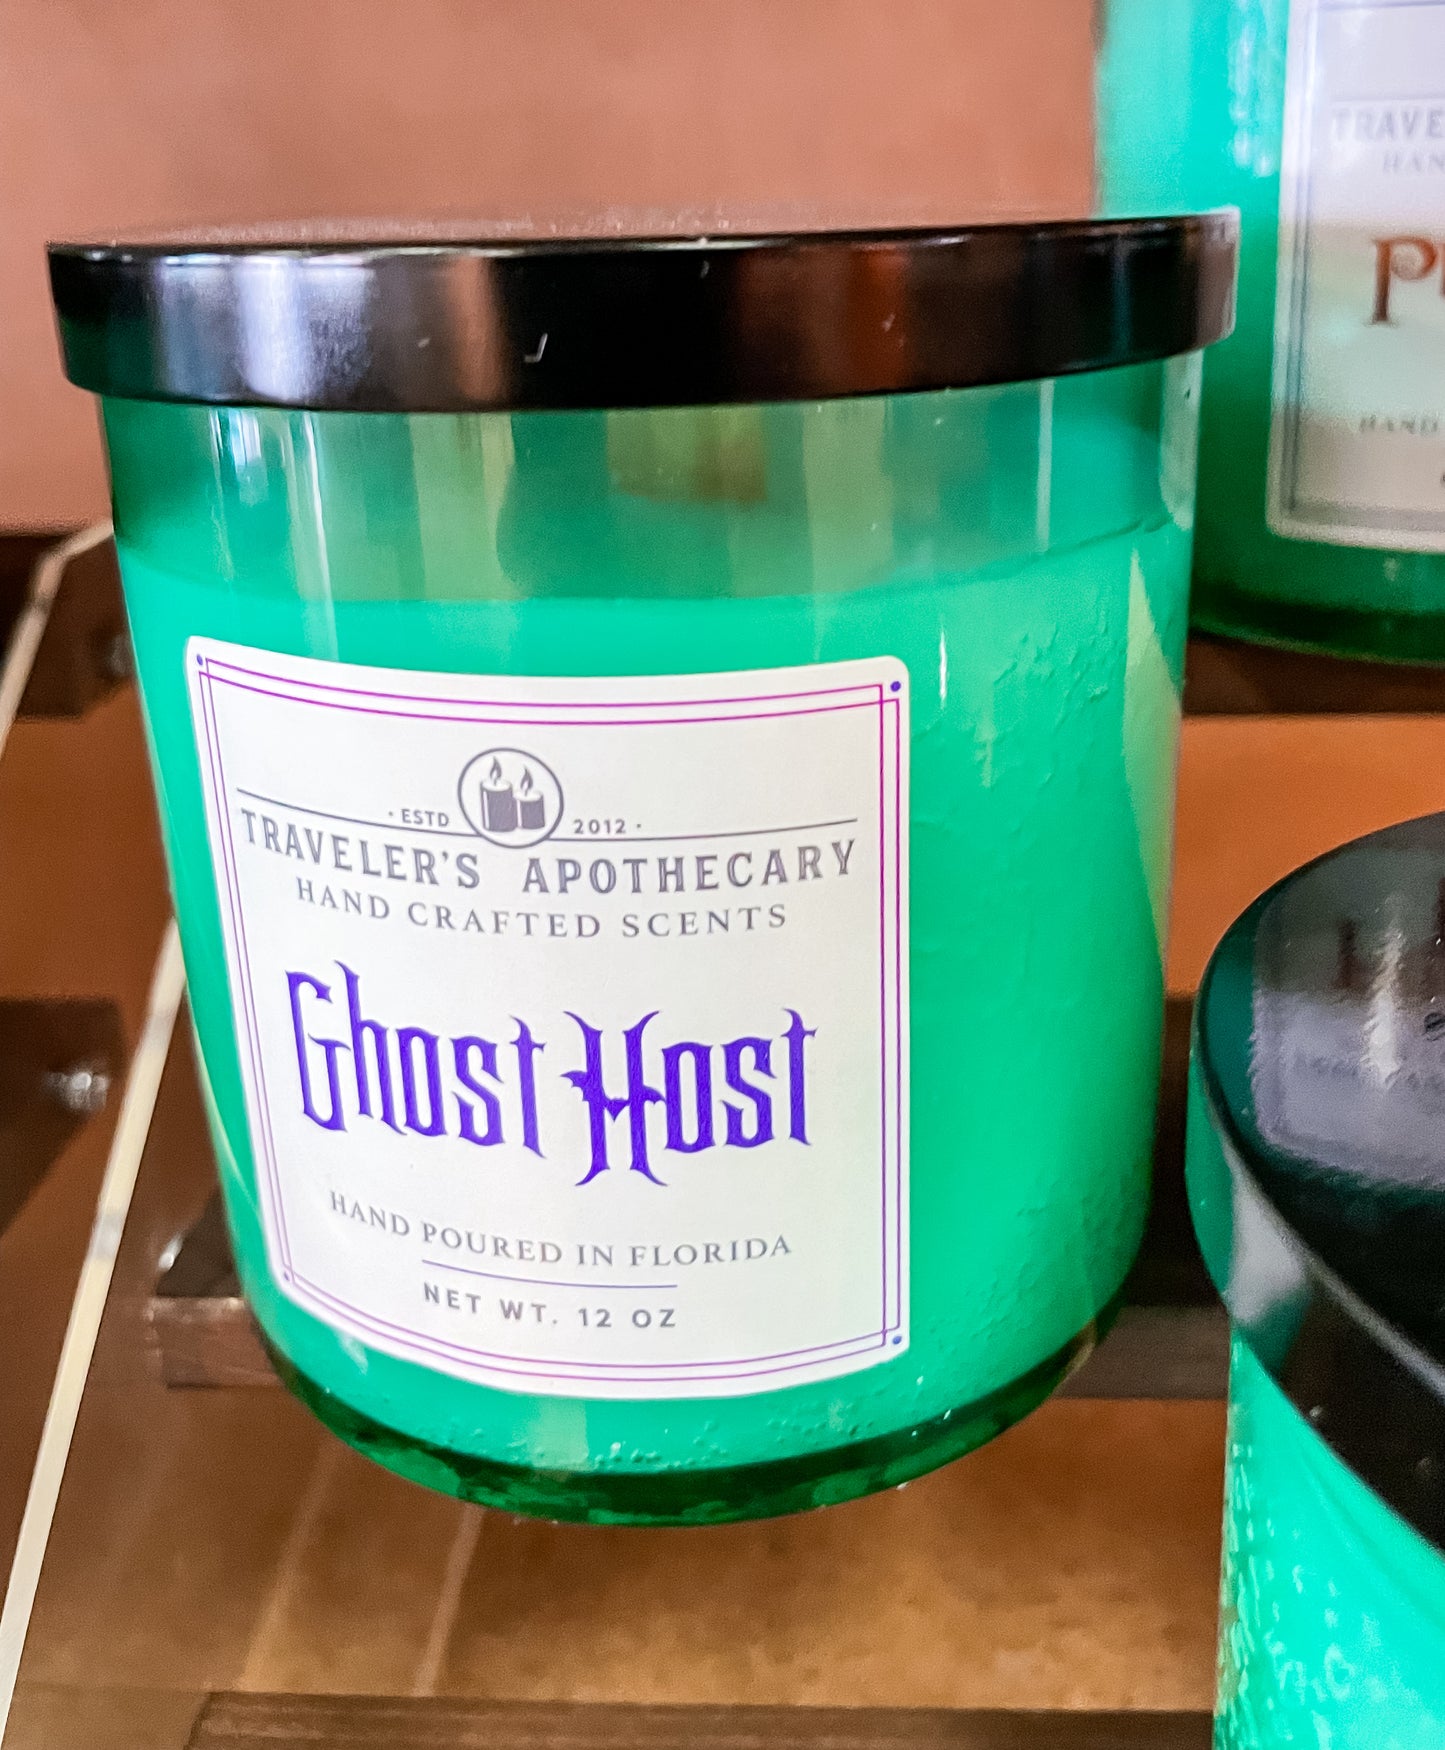 · ESTD 2012 ·
TRAVELER'S APOTHECARY
HAND CRAFTED SCENTS
Ghost Host
HAND POURED IN FLORIDA
NET WT. 12 OZ